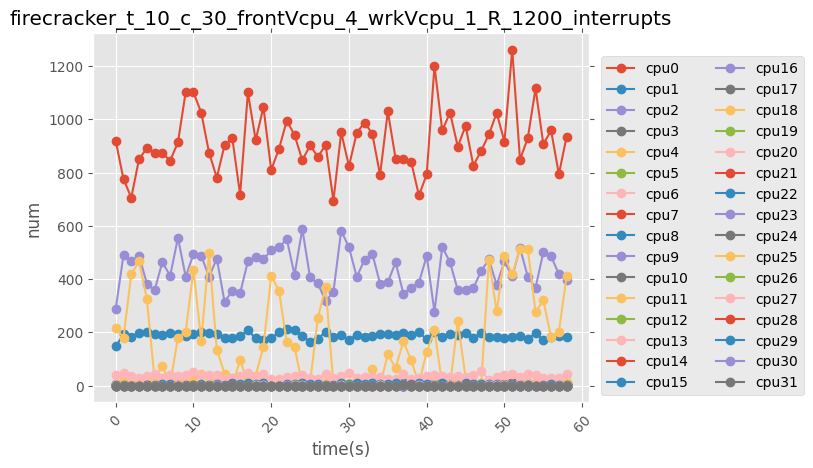 firecracker_t_10_c_30_frontVcpu_4_wrkVcpu_1_R_1200_interrupts
1200
1000
800
600
400
200
0
num
0
10
20
30
40
50
60
time(s)
cpu0
cpu1
cpu2
cpu3
cpu4
cpu5
cpu6
cpu7
cpu8
cpu9
cpu10
cpu11
cpu12
cpu13
cpu14
cpu15
cpu16
cpu17
cpu18
cpu19
cpu20
cpu21
cpu22
cpu23
cpu24
cpu25
cpu26
cpu27
cpu28
cpu29
cpu30
cpu31